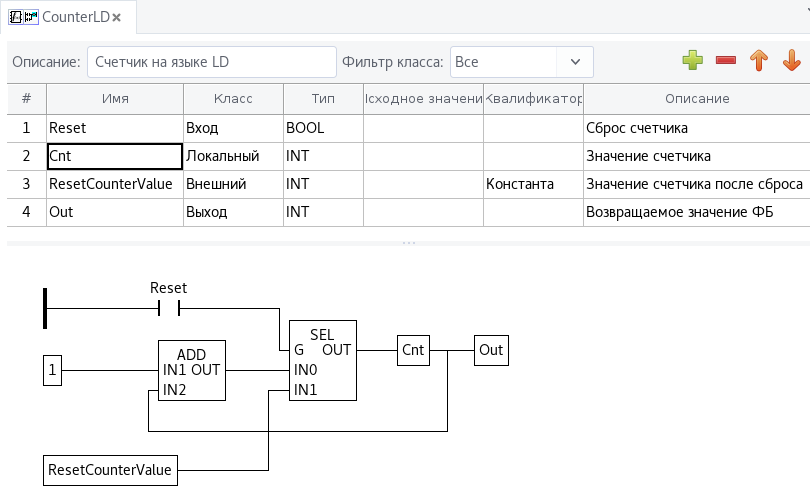 CounterLD
Описание: Счетчик на языке LD Фильтр класса: Все
# Имя Класс Тип Исходное значени Квалификатор Описание
1 Reset Вход BOOL Сброс счетчика
2 Cnt Локальный INT Значение счетчика
3 ResetCounterValue Внешний INT Константа Значение счетчика после сброса
4 Out Выход INT Возвращаемое значение ФБ
Reset
SEL
G OUT Cnt Out
ADD
1 IN1 OUT IN0
IN2 IN1
ResetCounterValue